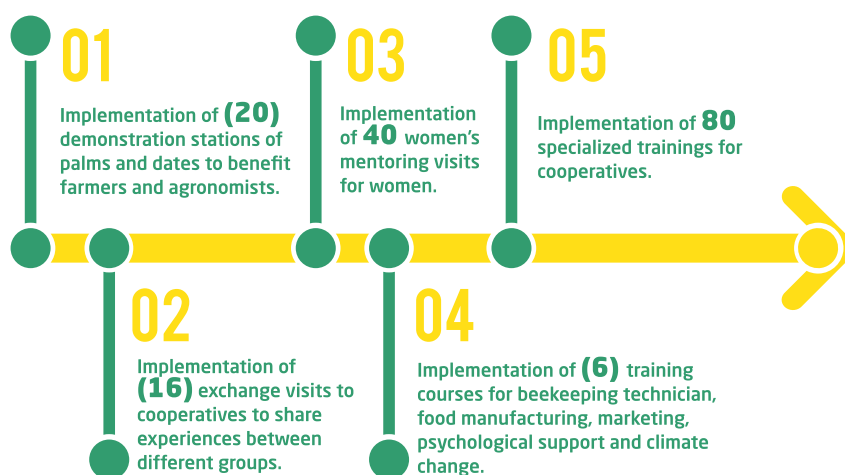 01
Implementation of (20)
demonstration stations of
palms and dates to benefit
farmers and agronomists.
02
Implementation of
(16) exchange visits to
cooperatives to share
experiences between
different groups.
03
Implementation
of 40 women's
mentoring visits
for women.
04
Implementation of (6) training
courses for beekeeping technician,
food manufacturing, marketing,
psychological support and climate
change.
05
Implementation of 80
specialized trainings for
cooperatives.